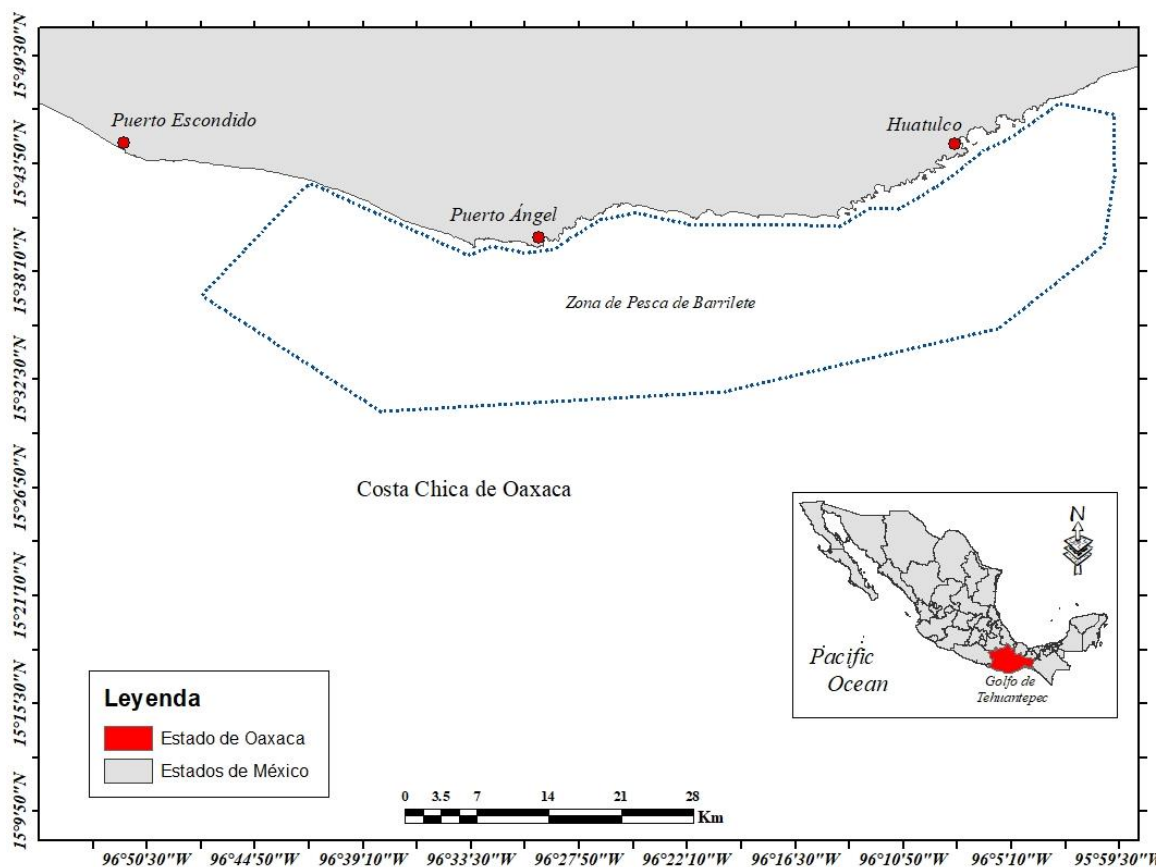 Puerto Escondido
Huatulco
Puerto Ángel
Zona de Pesca de Barrilete
Costa Chica de Oaxaca
N
Pacific
Ocean
Golfo de
Tehuantepec
Leyenda
Estado de Oaxaca
Estados de México
0 3.5 7 14 21 28
Km
15°49'30"N
15°43'50"N
15°38'10"N
15°32'30"N
15°26'50"N
15°21'10"N
15°15'30"N
15°9'50"N
96°50'30"W 96°44'50"W 96°39'10"W 96°33'30"W 96°27'50"W 96°22'10"W 96°16'30"W 96°10'50"W 96°5'10"W 95°59'30"W